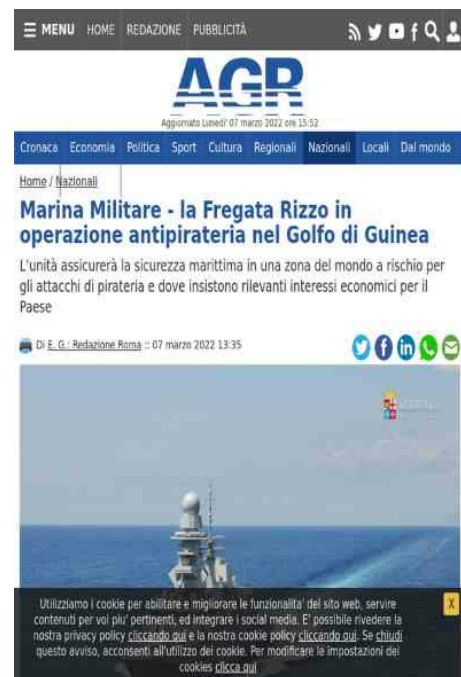 MENU HOME REDAZIONE PUBBLICITÀ
AGR
Aggiornato Lunedi' 07 marzo 2022 ore 15:52
Cronaca Economia Politica Sport Cultura Regionali Nazionali Locali Dal mondo
Home / Nazionali
Marina Militare - la Fregata Rizzo in
operazione antipirateria nel Golfo di Guinea
L'unità assicurerà la sicurezza marittima in una zona del mondo a rischio per
gli attacchi di pirateria e dove insistono rilevanti interessi economici per il
Paese
Di E. G.: Redazione Roma :: 07 marzo 2022 13:35
Utilizziamo i cookie per abilitare e migliorare le funzionalita' del sito web, servire
contenuti per voi piu' pertinenti, ed integrare i social media. E' possibile rivedere la
nostra privacy policy cliccando qui e la nostra cookie policy cliccando qui. Se chiudi
questo avviso, acconsenti all'utilizzo dei cookie. Per modificare le impostazioni dei
cookies clicca qui
X